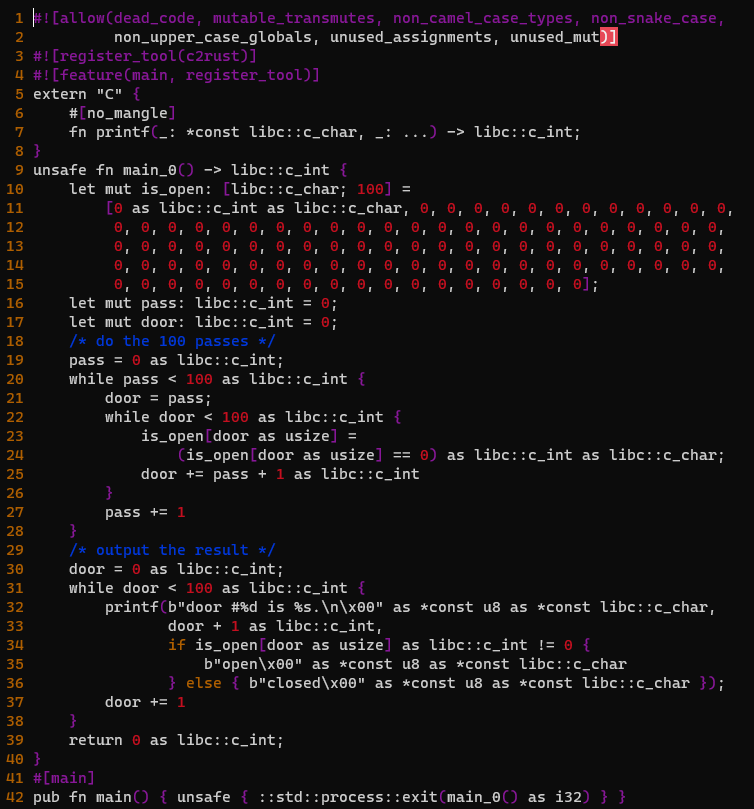 1 #![allow(dead_code, mutable_transmutes, non_camel_case_types, non_snake_case,
2          non_upper_case_globals, unused_assignments, unused_mut)]
3 #![register_tool(c2rust)]
4 #![feature(main, register_tool)]
5 extern "C" {
6     #[no_mangle]
7     fn printf(_: *const libc::c_char, _: ...) -> libc::c_int;
8 }
9 unsafe fn main_0() -> libc::c_int {
10     let mut is_open: [libc::c_char; 100] =
11         [0 as libc::c_int as libc::c_char, 0, 0, 0, 0, 0, 0, 0, 0, 0, 0, 0, 0,
12          0, 0, 0, 0, 0, 0, 0, 0, 0, 0, 0, 0, 0, 0, 0, 0, 0, 0, 0, 0, 0, 0, 0,
13          0, 0, 0, 0, 0, 0, 0, 0, 0, 0, 0, 0, 0, 0, 0, 0, 0, 0, 0, 0, 0, 0, 0,
14          0, 0, 0, 0, 0, 0, 0, 0, 0, 0, 0, 0, 0, 0, 0, 0, 0, 0, 0, 0, 0, 0, 0,
15          0, 0, 0, 0, 0, 0, 0, 0, 0, 0, 0, 0, 0, 0, 0, 0, 0, 0];
16     let mut pass: libc::c_int = 0;
17     let mut door: libc::c_int = 0;
18     /* do the 100 passes */
19     pass = 0 as libc::c_int;
20     while pass < 100 as libc::c_int {
21         door = pass;
22         while door < 100 as libc::c_int {
23             is_open[door as usize] =
24                 (is_open[door as usize] == 0) as libc::c_int as libc::c_char;
25             door += pass + 1 as libc::c_int
26         }
27         pass += 1
28     }
29     /* output the result */
30     door = 0 as libc::c_int;
31     while door < 100 as libc::c_int {
32         printf(b"door #%d is %s.\n\x00" as *const u8 as *const libc::c_char,
33                door + 1 as libc::c_int,
34                if is_open[door as usize] as libc::c_int != 0 {
35                    b"open\x00" as *const u8 as *const libc::c_char
36                } else { b"closed\x00" as *const u8 as *const libc::c_char });
37         door += 1
38     }
39     return 0 as libc::c_int;
40 }
41 #[main]
42 pub fn main() { unsafe { ::std::process::exit(main_0() as i32) } }